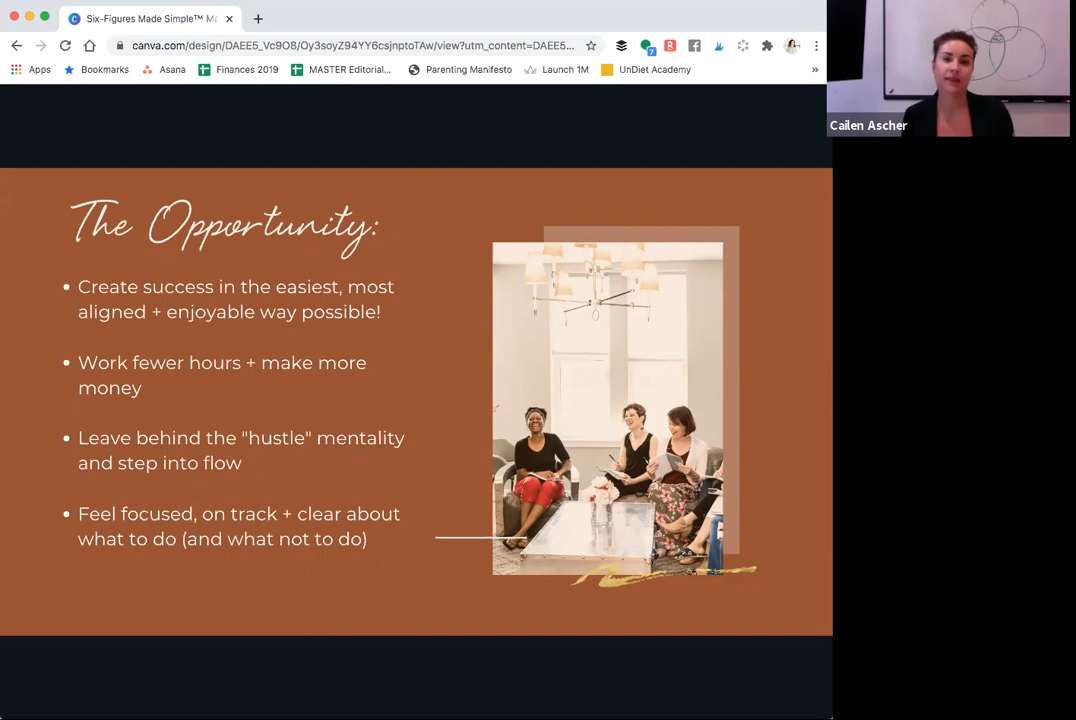 Six-Figures Made Simple™ Ma
canva.com/design/DAEE5_Vc9O8/Oy3soyZ94YY6csjnptoTAw/view?utm_content=DAEE5...
7
Apps
Bookmarks
Asana
Finances 2019
MASTER Editorial...
Parenting Manifesto
Launch 1M
UnDiet Academy
»
Cailen Ascher
The Opportunity:
• Create success in the easiest, most
aligned + enjoyable way possible!
• Work fewer hours + make more
money
• Leave behind the "hustle" mentality
and step into flow
• Feel focused, on track + clear about
what to do (and what not to do)